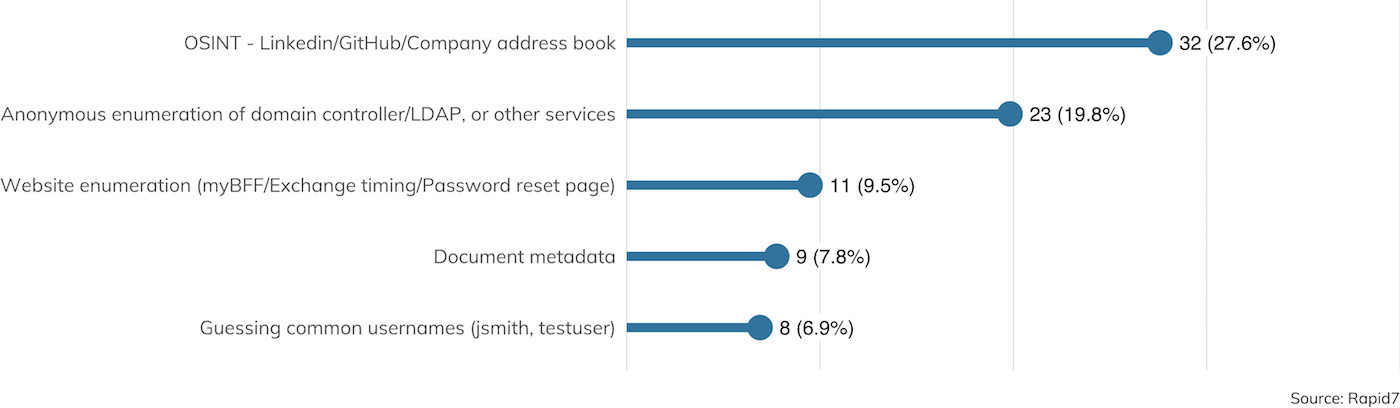 OSINT - Linkedin/GitHub/Company address book 32 (27.6%)
Anonymous enumeration of domain controller/LDAP, or other services 23 (19.8%)
Website enumeration (myBFF/Exchange timing/Password reset page) 11 (9.5%)
Document metadata 9 (7.8%)
Guessing common usernames (jsmith, testuser) 8 (6.9%)
Source: Rapid7